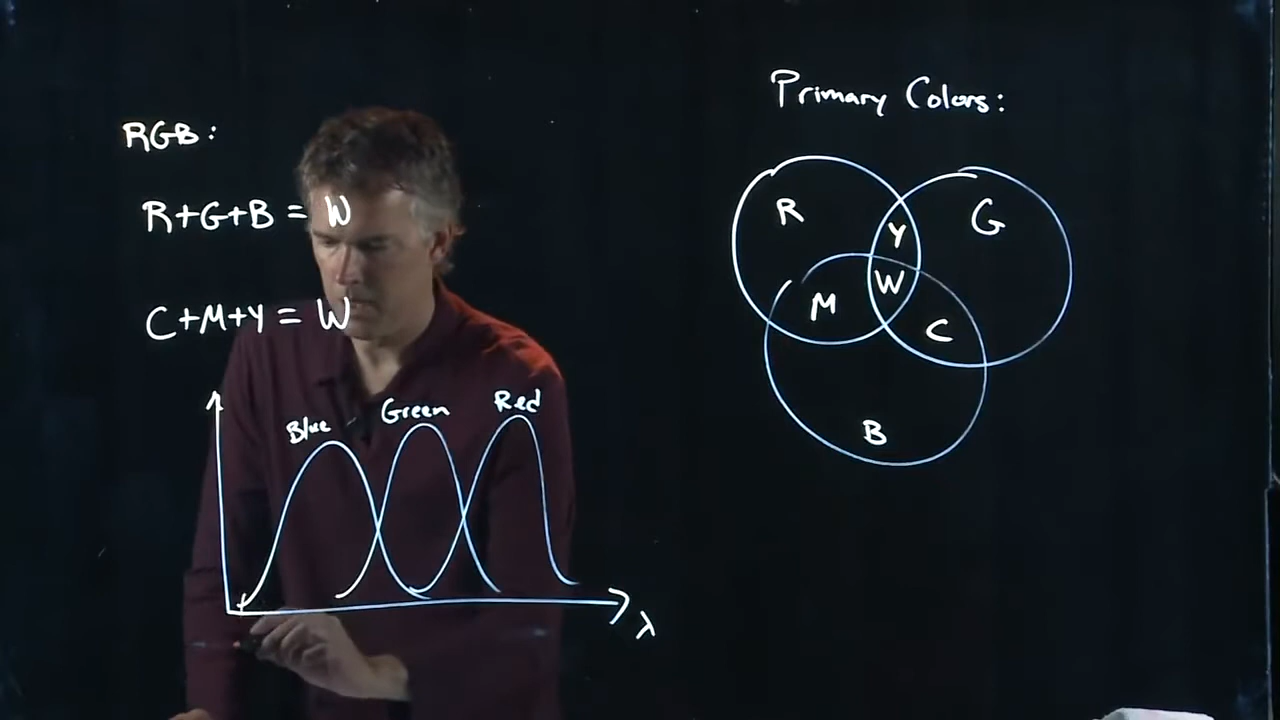 RGB:
R+G+B = W
C+M+Y = W
Blue Green Red
λ
Primary Colors:
R G
Y
W
M C
B